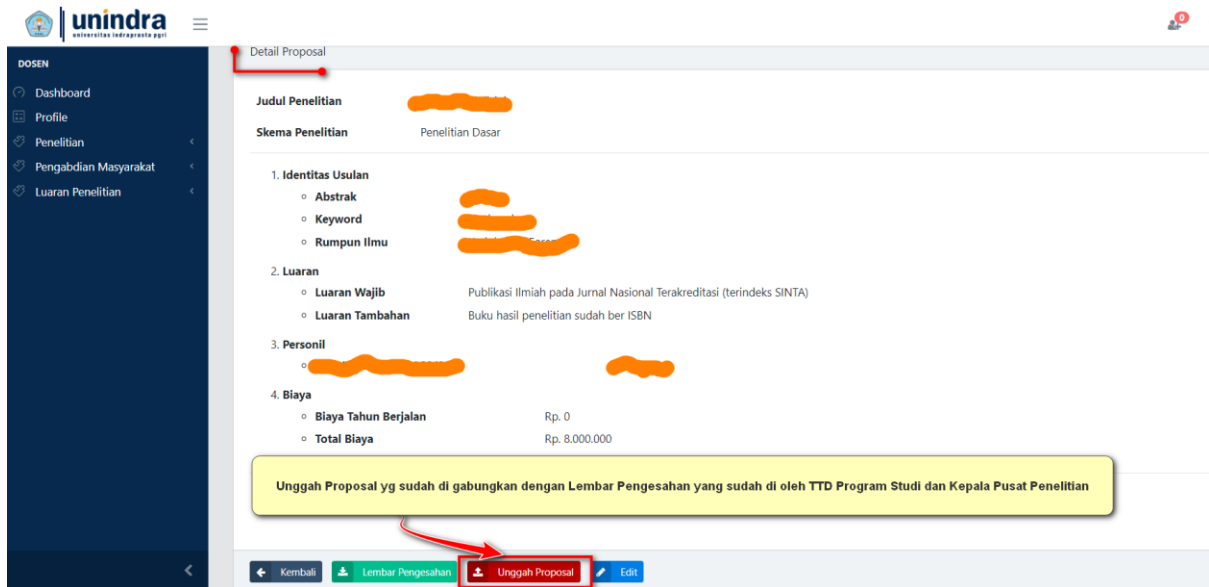 unindra
universitas indraprasta pgri
0
DOSEN
Dashboard
Profile
Penelitian
Pengabdian Masyarakat
Luaran Penelitian
Detail Proposal
Judul Penelitian
Skema Penelitian Penelitian Dasar
1. Identitas Usulan
Abstrak
Keyword
Rumpun Ilmu
2. Luaran
Luaran Wajib Publikasi Ilmiah pada Jurnal Nasional Terakreditasi (terindeks SINTA)
Luaran Tambahan Buku hasil penelitian sudah ber ISBN
3. Personil
4. Biaya
Biaya Tahun Berjalan Rp. 0
Total Biaya Rp. 8.000.000
Unggah Proposal yg sudah di gabungkan dengan Lembar Pengesahan yang sudah di oleh TTD Program Studi dan Kepala Pusat Penelitian
Kembali Lembar Pengesahan Unggah Proposal Edit